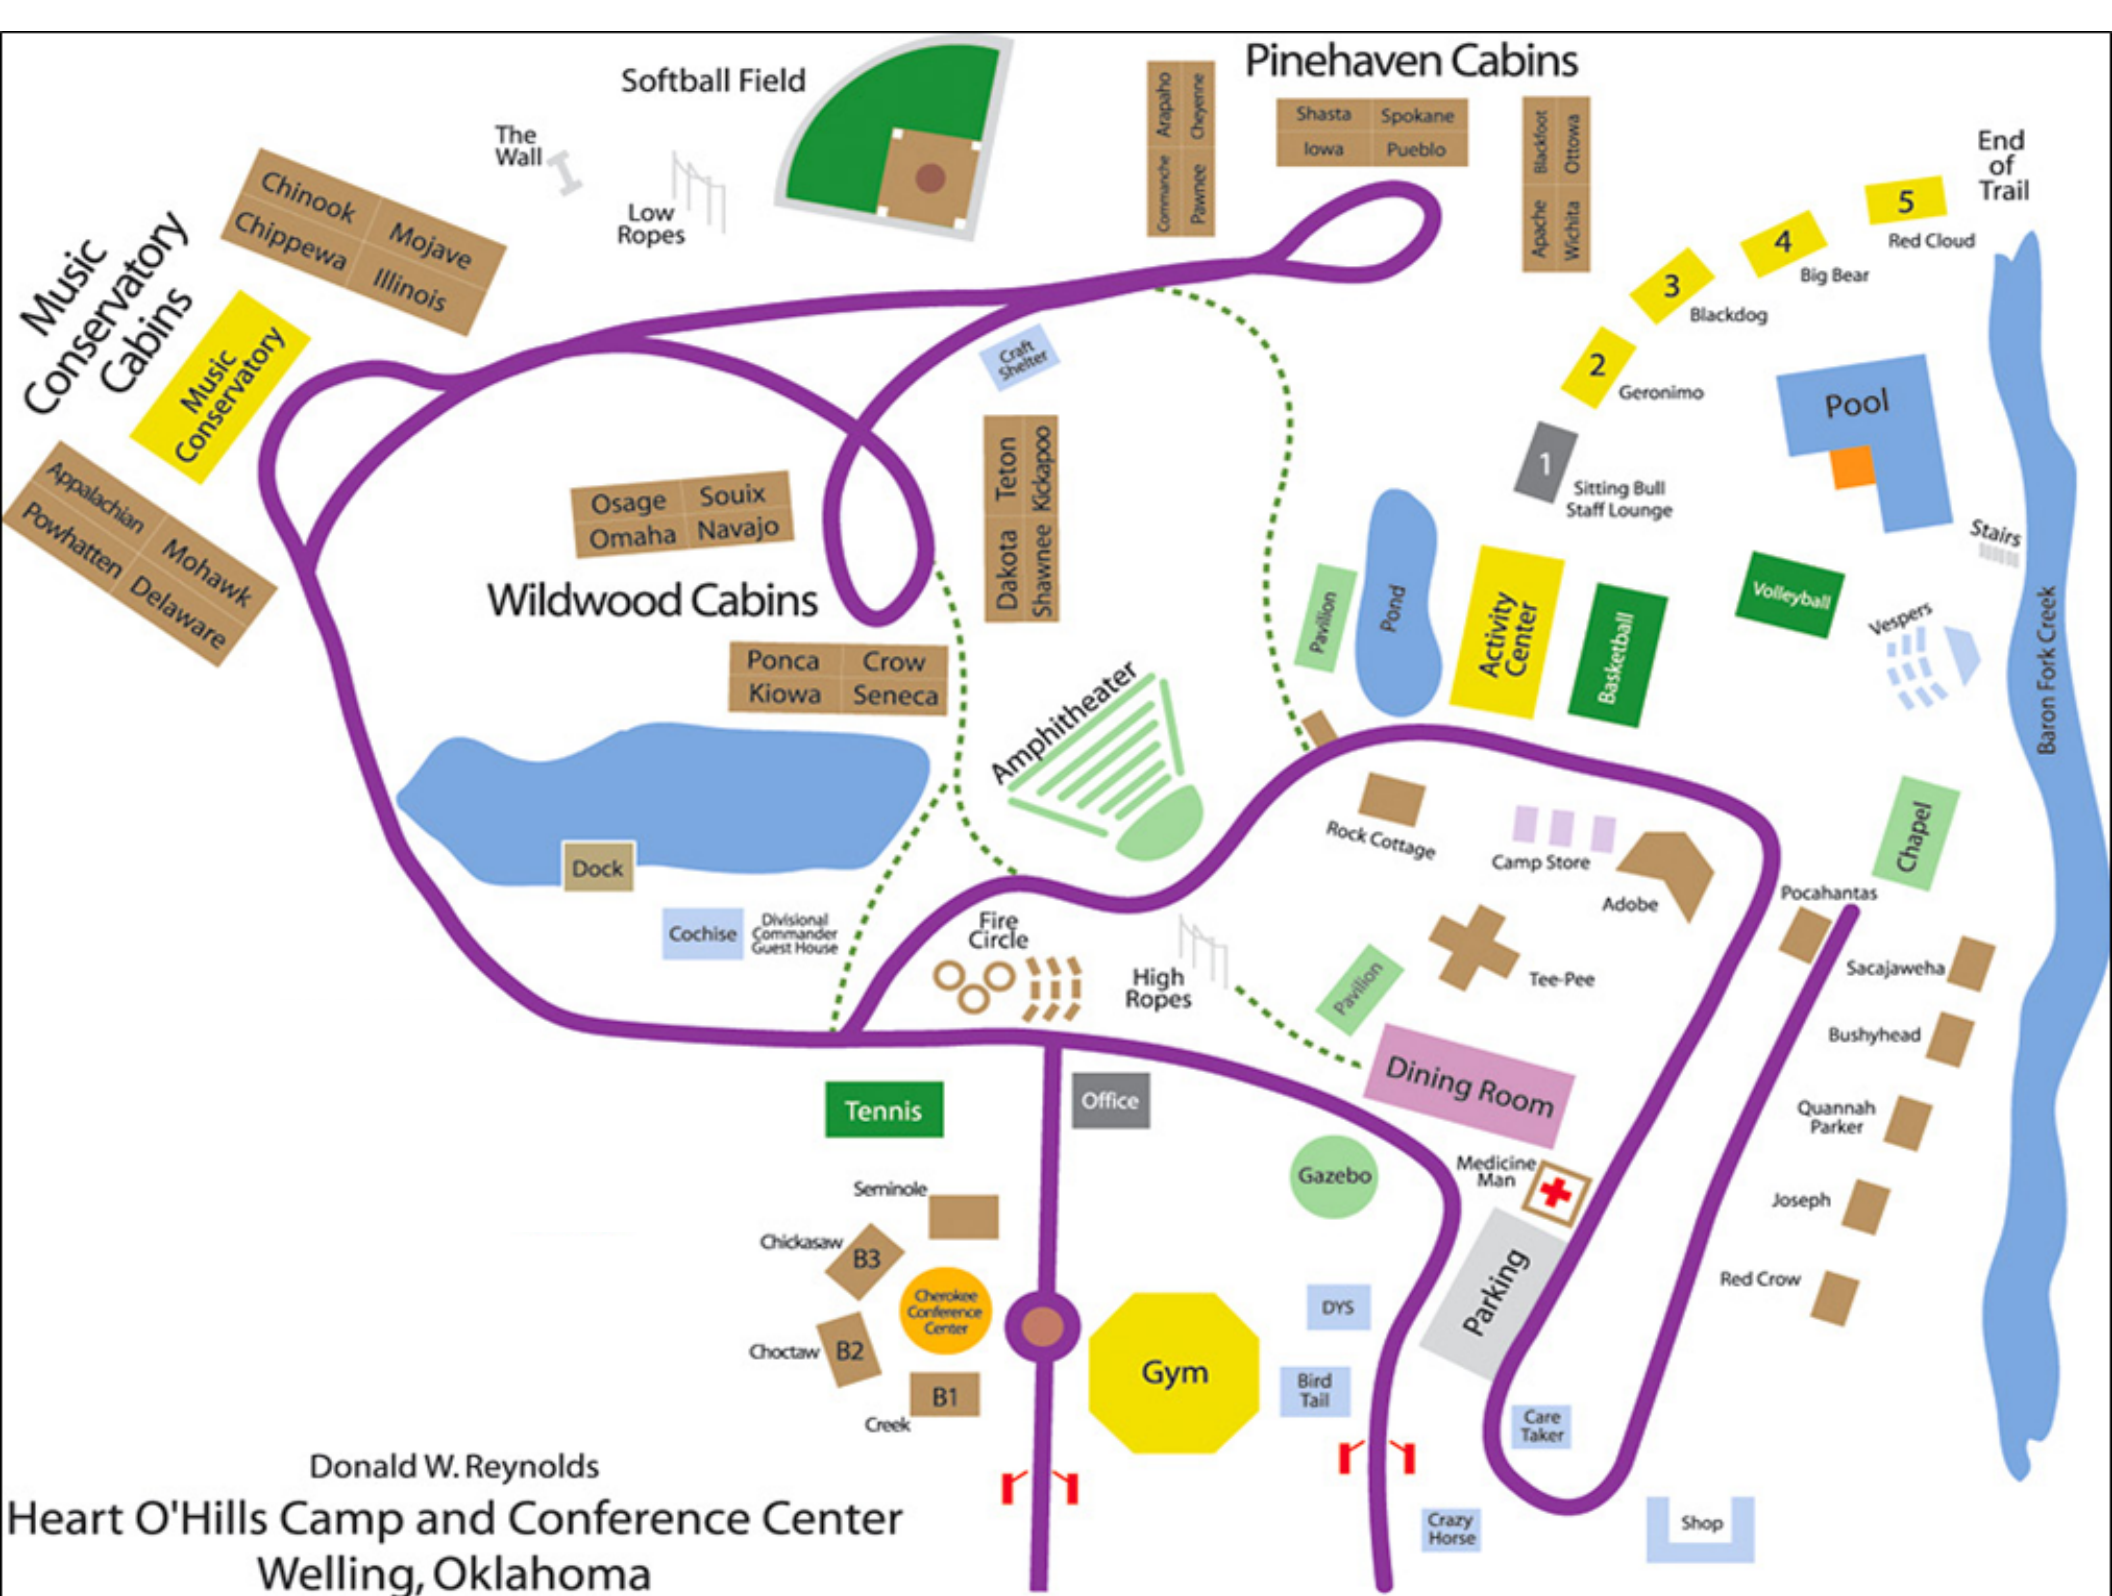 Pinehaven Cabins
Softball Field
Arapaho
Cheyenne
Commanche
Pawnee
Shasta
Spokane
Iowa
Pueblo
Blackfoot
Ottowa
Apache
Wichita
The
Wall
Low
Ropes
End
of
Trail
5
Red Cloud
4
Big Bear
3
Blackdog
2
Geronimo
1
Sitting Bull
Staff Lounge
Chinook
Mojave
Chippewa
Illinois
Music
Conservatory
Cabins
Music
Conservatory
Appalachian
Mohawk
Powhatten
Delaware
Craft
Shelter
Teton
Kickapoo
Dakota
Shawnee
Osage
Souix
Omaha
Navajo
Wildwood Cabins
Ponca
Crow
Kiowa
Seneca
Pool
Stairs
Vespers
Baron Fork Creek
Pavilion
Pond
Activity
Center
Basketball
Volleyball
Amphitheater
Dock
Cochise
Divisional
Commander
Guest House
Fire
Circle
High
Ropes
Rock Cottage
Camp Store
Adobe
Chapel
Pocahantas
Sacajaweha
Bushyhead
Quannah
Parker
Joseph
Red Crow
Tee-Pee
Pavilion
Dining Room
Medicine
Man
Parking
Tennis
Office
Gazebo
Seminole
Chickasaw
B3
Cherokee
Conference
Center
Choctaw
B2
B1
Creek
Gym
DYS
Bird
Tail
Care
Taker
Crazy
Horse
Shop
Donald W. Reynolds
Heart O'Hills Camp and Conference Center
Welling, Oklahoma